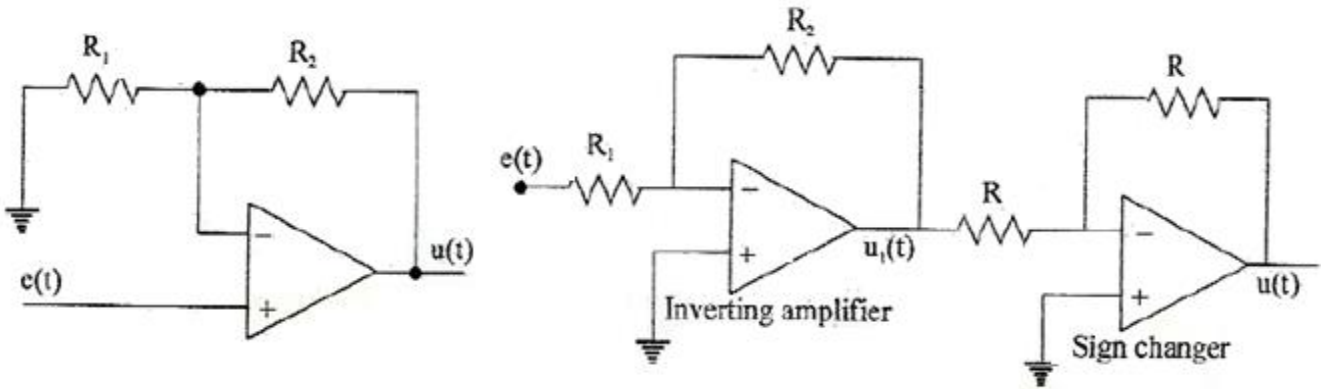 R₁
R₂
−
+
e(t)
u(t)
e(t)
R₁
R₂
−
+
u₁(t)
Inverting amplifier
R
R
−
+
u(t)
Sign changer